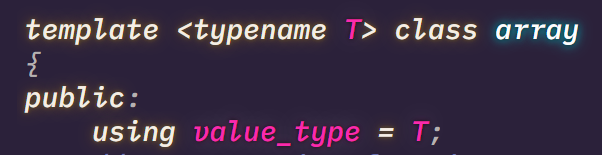 template <typename T> class array
{
public:
    using value_type = T;